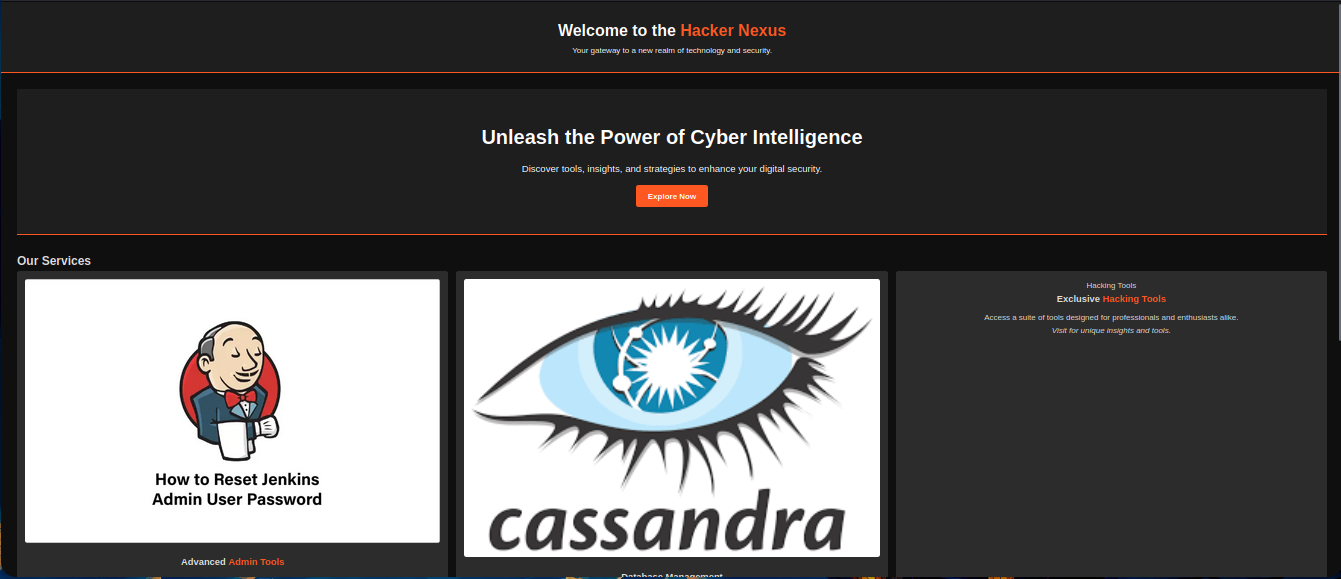 Welcome to the Hacker Nexus
Your gateway to a new realm of technology and security.
Unleash the Power of Cyber Intelligence
Discover tools, insights, and strategies to enhance your digital security.
Explore Now
Our Services
How to Reset Jenkins
Admin User Password
Advanced Admin Tools
cassandra
Database Management
Hacking Tools
Exclusive Hacking Tools
Access a suite of tools designed for professionals and enthusiasts alike.
Visit for unique insights and tools.